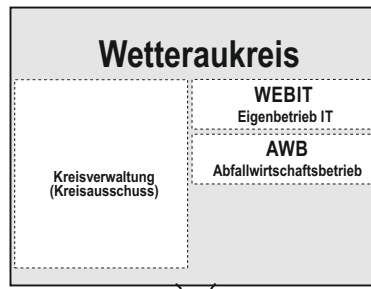 Wetteraukreis
Kreisverwaltung
(Kreisausschuss)
WEBIT
Eigenbetrieb IT
AWB
Abfallwirtschaftsbetrieb